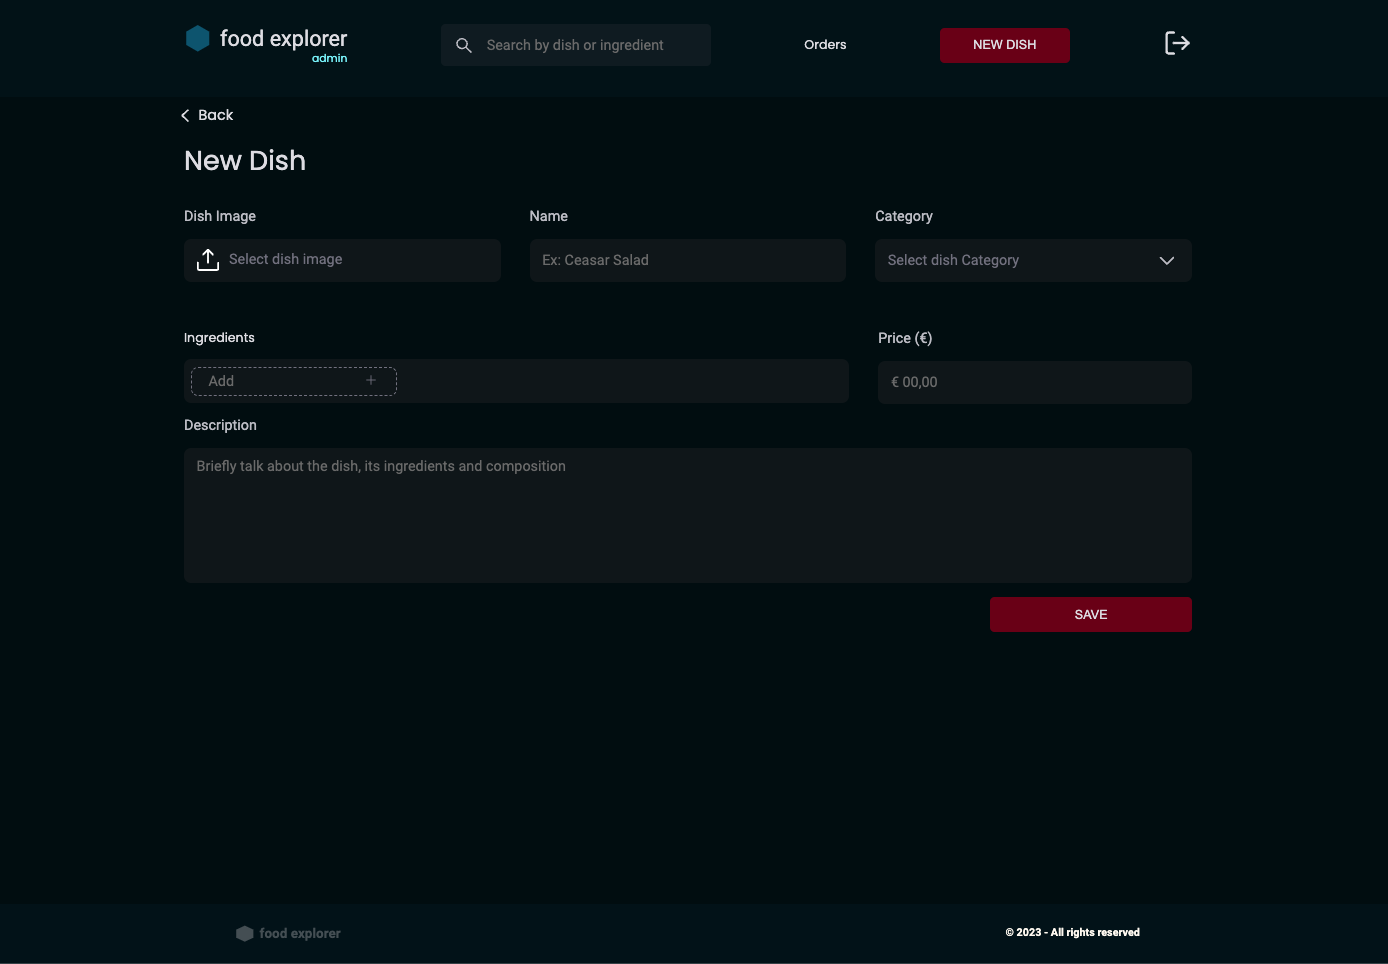 food explorer
admin
Search by dish or ingredient
Orders
NEW DISH
Back
New Dish
Dish Image
Name
Category
Select dish image
Ex: Ceasar Salad
Select dish Category
Ingredients
Price (€)
Add +
€ 00,00
Description
Briefly talk about the dish, its ingredients and composition
SAVE
food explorer
© 2023 - All rights reserved